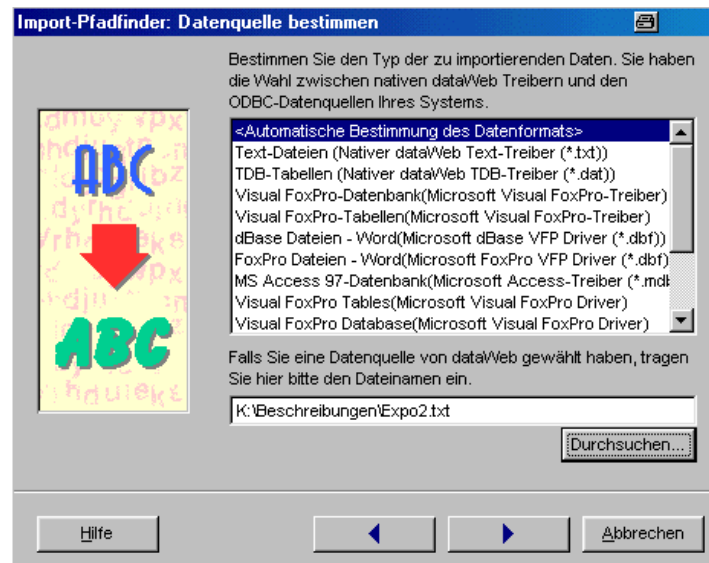 Import-Pfadfinder: Datenquelle bestimmen
Bestimmen Sie den Typ der zu importierenden Daten. Sie haben
die Wahl zwischen nativen dataWeb Treibern und den
ODBC-Datenquellen Ihres Systems.
<Automatische Bestimmung des Datenformats>
Text-Dateien (Nativer dataWeb Text-Treiber (*.txt))
TDB-Tabellen (Nativer dataWeb TDB-Treiber (*.dat))
Visual FoxPro-Datenbank(Microsoft Visual FoxPro-Treiber)
Visual FoxPro-Tabellen(Microsoft Visual FoxPro-Treiber)
dBase Dateien - Word(Microsoft dBase VFP Driver (*.dbf))
FoxPro Dateien - Word(Microsoft FoxPro VFP Driver (*.dbf)
MS Access 97-Datenbank(Microsoft Access-Treiber (*.mdb
Visual FoxPro Tables(Microsoft Visual FoxPro Driver)
Visual FoxPro Database(Microsoft Visual FoxPro Driver)
ABC
ABC
Falls Sie eine Datenquelle von dataWeb gewählt haben, tragen
Sie hier bitte den Dateinamen ein.
K:\Beschreibungen\Expo2.txt
Durchsuchen...
Hilfe
Abbrechen